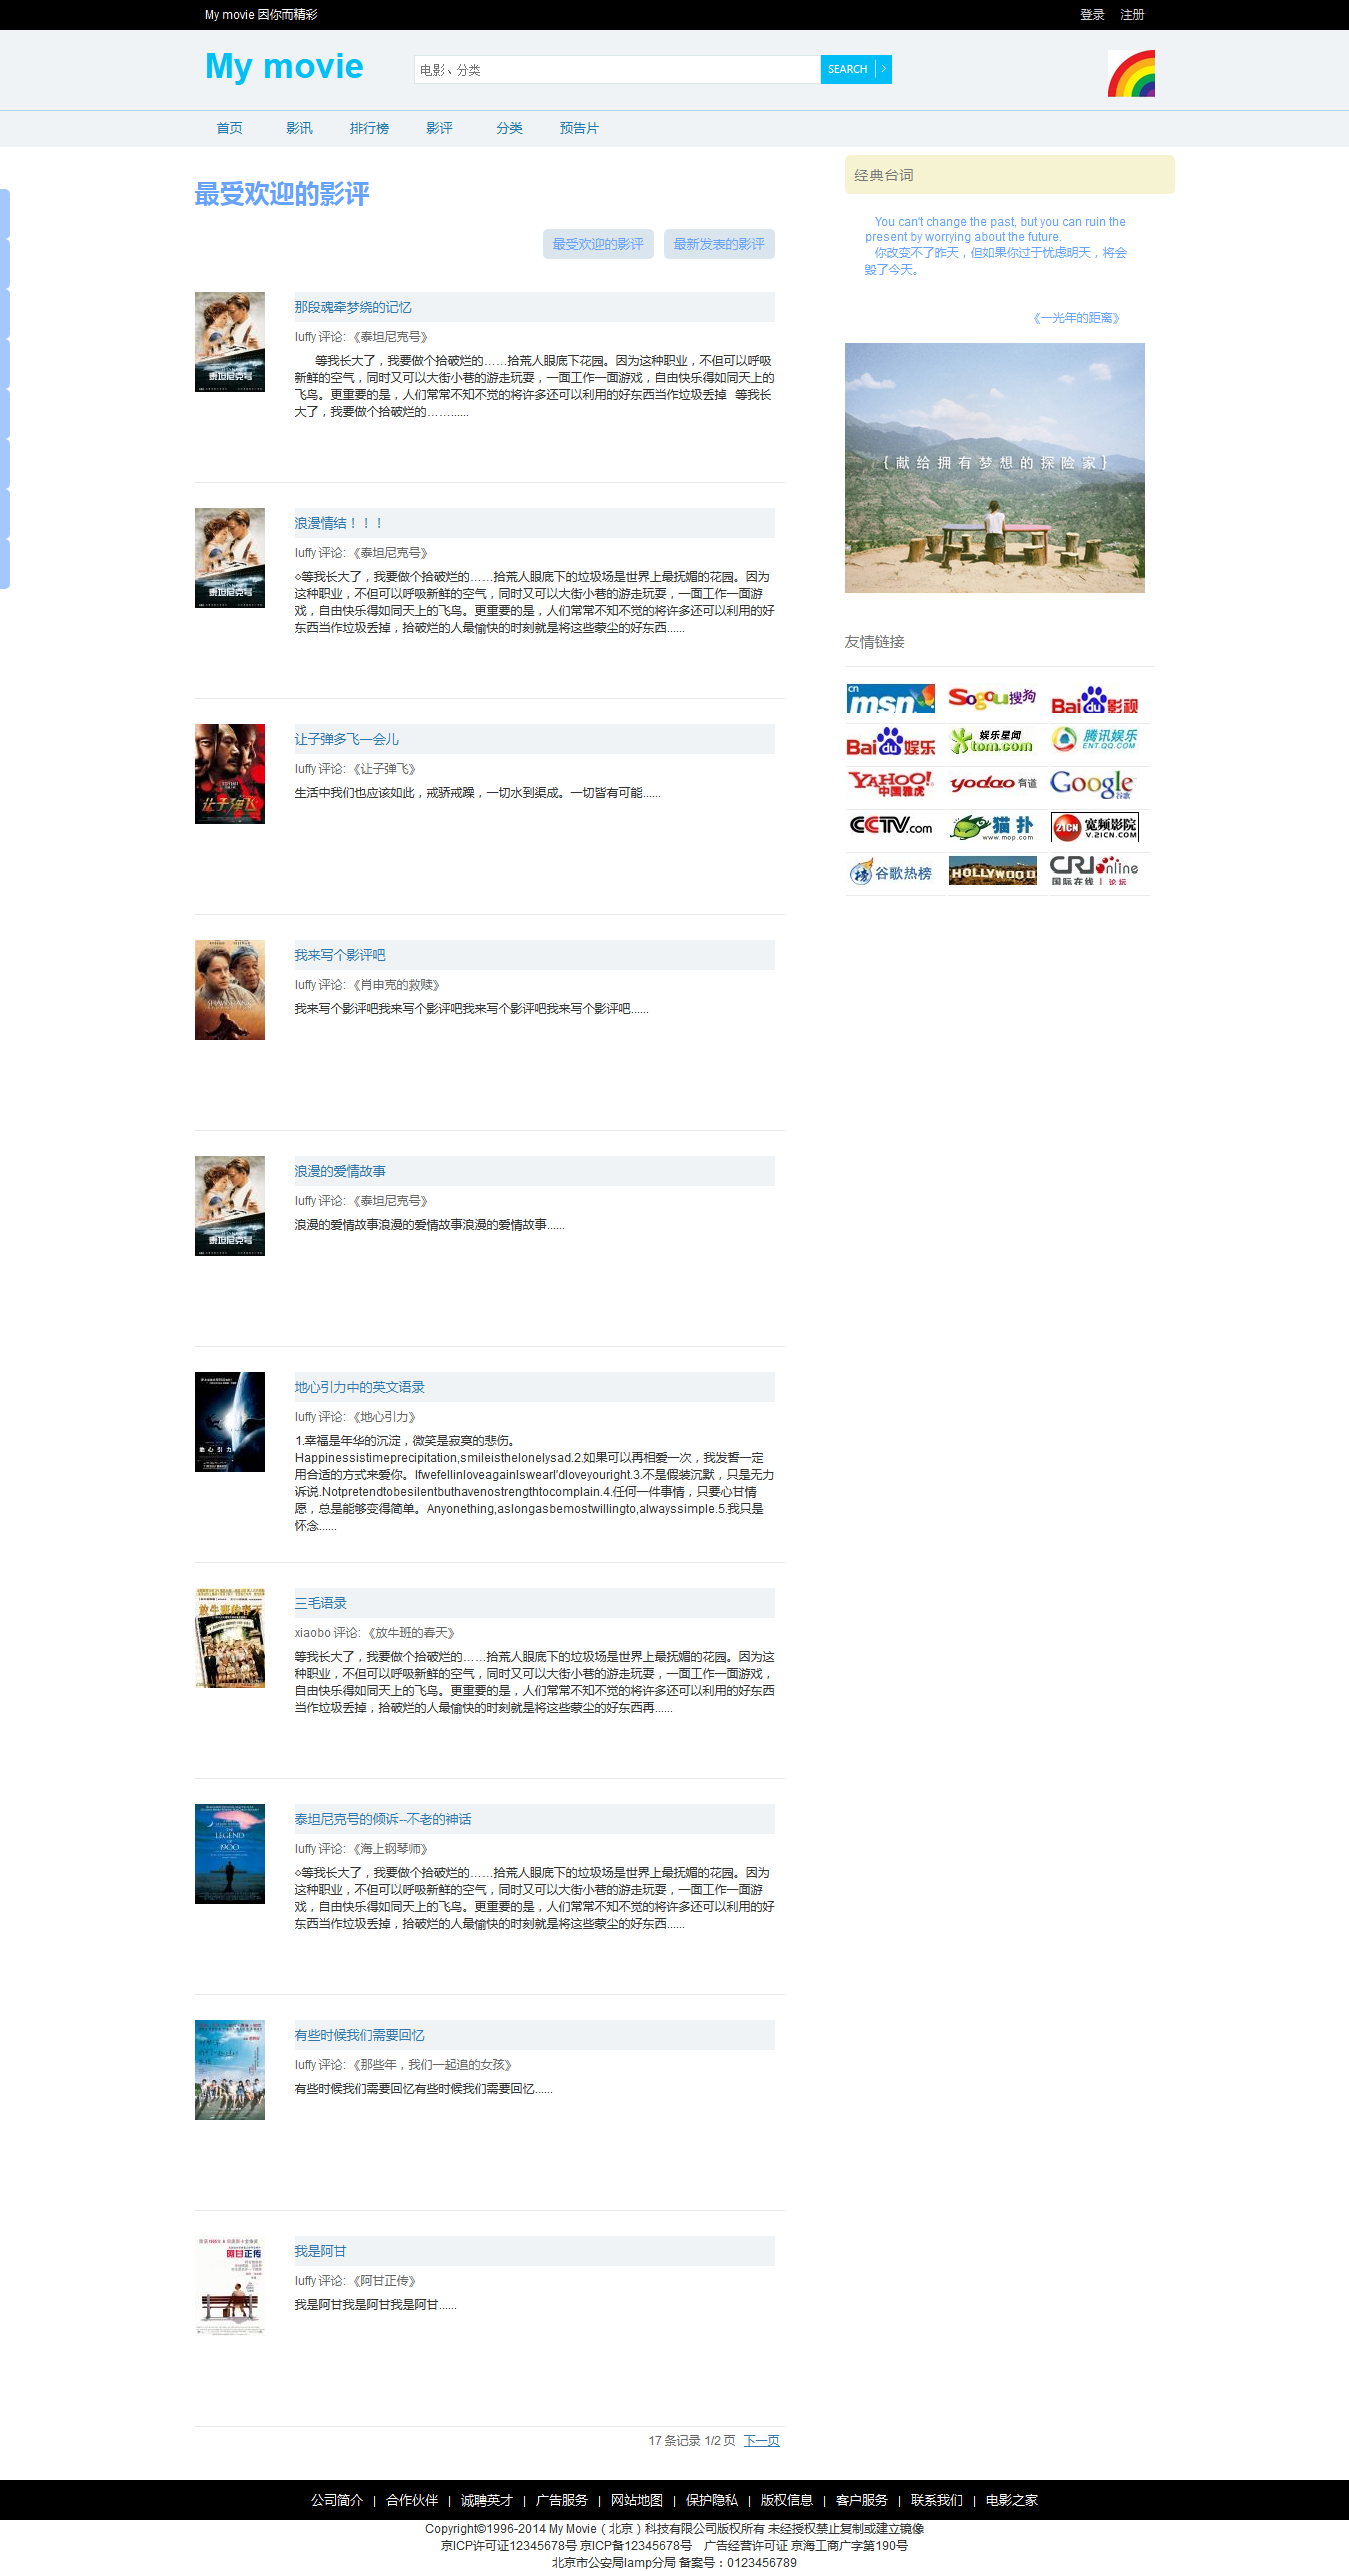 My movie 因你而精彩
登录 注册
My movie
电影、分类
SEARCH
首页 影讯 排行榜 影评 分类 预告片
最受欢迎的影评
最受欢迎的影评 最新发表的影评
那段魂牵梦绕的记忆
luffy 评论: 《泰坦尼克号》
等我长大了，我要做个拾破烂的……拾荒人眼底下花园。因为这种职业，不但可以呼吸
新鲜的空气，同时又可以大街小巷的游走玩耍，一面工作一面游戏，自由快乐得如同天上的
飞鸟。更重要的是，人们常常不知不觉的将许多还可以利用的好东西当作垃圾丢掉 等我长
大了，我要做个拾破烂的…….....
泰坦尼克号
浪漫情结！！！
luffy 评论: 《泰坦尼克号》
◇等我长大了，我要做个拾破烂的……拾荒人眼底下的垃圾场是世界上最抚媚的花园。因为
这种职业，不但可以呼吸新鲜的空气，同时又可以大街小巷的游走玩耍，一面工作一面游
戏，自由快乐得如同天上的飞鸟。更重要的是，人们常常不知不觉的将许多还可以利用的好
东西当作垃圾丢掉，拾破烂的人最愉快的时刻就是将这些蒙尘的好东西......
泰坦尼克号
让子弹多飞一会儿
luffy 评论: 《让子弹飞》
生活中我们也应该如此，戒骄戒躁，一切水到渠成。一切皆有可能......
让子弹飞
我来写个影评吧
luffy 评论: 《肖申克的救赎》
我来写个影评吧我来写个影评吧我来写个影评吧我来写个影评吧......
浪漫的爱情故事
luffy 评论: 《泰坦尼克号》
浪漫的爱情故事浪漫的爱情故事浪漫的爱情故事......
泰坦尼克号
地心引力中的英文语录
luffy 评论: 《地心引力》
1.幸福是年华的沉淀，微笑是寂寞的悲伤。
Happinessistimeprecipitation,smileisthelonelysad.2.如果可以再相爱一次，我发誓一定
用合适的方式来爱你。IfwefellinloveagainIswearI'dloveyouright.3.不是假装沉默，只是无力
诉说.Notpretendtobesilentbuthavenostrengthtocomplain.4.任何一件事情，只要心甘情
愿，总是能够变得简单。Anyonething,aslongasbemostwillingto,alwayssimple.5.我只是
怀念......
地心引力
三毛语录
xiaobo 评论: 《放牛班的春天》
等我长大了，我要做个拾破烂的……拾荒人眼底下的垃圾场是世界上最抚媚的花园。因为这
种职业，不但可以呼吸新鲜的空气，同时又可以大街小巷的游走玩耍，一面工作一面游戏，
自由快乐得如同天上的飞鸟。更重要的是，人们常常不知不觉的将许多还可以利用的好东西
当作垃圾丢掉，拾破烂的人最愉快的时刻就是将这些蒙尘的好东西再......
放牛班的春天
泰坦尼克号的倾诉--不老的神话
luffy 评论: 《海上钢琴师》
◇等我长大了，我要做个拾破烂的……拾荒人眼底下的垃圾场是世界上最抚媚的花园。因为
这种职业，不但可以呼吸新鲜的空气，同时又可以大街小巷的游走玩耍，一面工作一面游
戏，自由快乐得如同天上的飞鸟。更重要的是，人们常常不知不觉的将许多还可以利用的好
东西当作垃圾丢掉，拾破烂的人最愉快的时刻就是将这些蒙尘的好东西......
THE
LEGEND
OF
1900
有些时候我们需要回忆
luffy 评论: 《那些年，我们一起追的女孩》
有些时候我们需要回忆有些时候我们需要回忆......
我是阿甘
luffy 评论: 《阿甘正传》
我是阿甘我是阿甘我是阿甘......
阿甘正传
17 条记录 1/2 页 下一页
经典台词
You can't change the past, but you can ruin the
present by worrying about the future.
你改变不了昨天，但如果你过于忧虑明天，将会
毁了今天。
《一光年的距离》
{ 献给拥有梦想的探险家 }
友情链接
cn msn Sogou搜狗 Bai du 影视
Bai du 娱乐 娱乐星闻 tom.com 腾讯娱乐 ENT.QQ.COM
YAHOO! 中国雅虎 yodao 有道 Google 谷歌
CCTV.com 猫扑 www.mop.com 21CN 宽频影院 V.21CN.COM
榜 谷歌热榜 HOLLYWOOD CRI online 国际在线 | 论坛
公司简介 | 合作伙伴 | 诚聘英才 | 广告服务 | 网站地图 | 保护隐私 | 版权信息 | 客户服务 | 联系我们 | 电影之家
Copyright©1996-2014 My Movie（北京）科技有限公司版权所有 未经授权禁止复制或建立镜像
京ICP许可证12345678号 京ICP备12345678号 广告经营许可证 京海工商广字第190号
北京市公安局lamp分局 备案号：0123456789